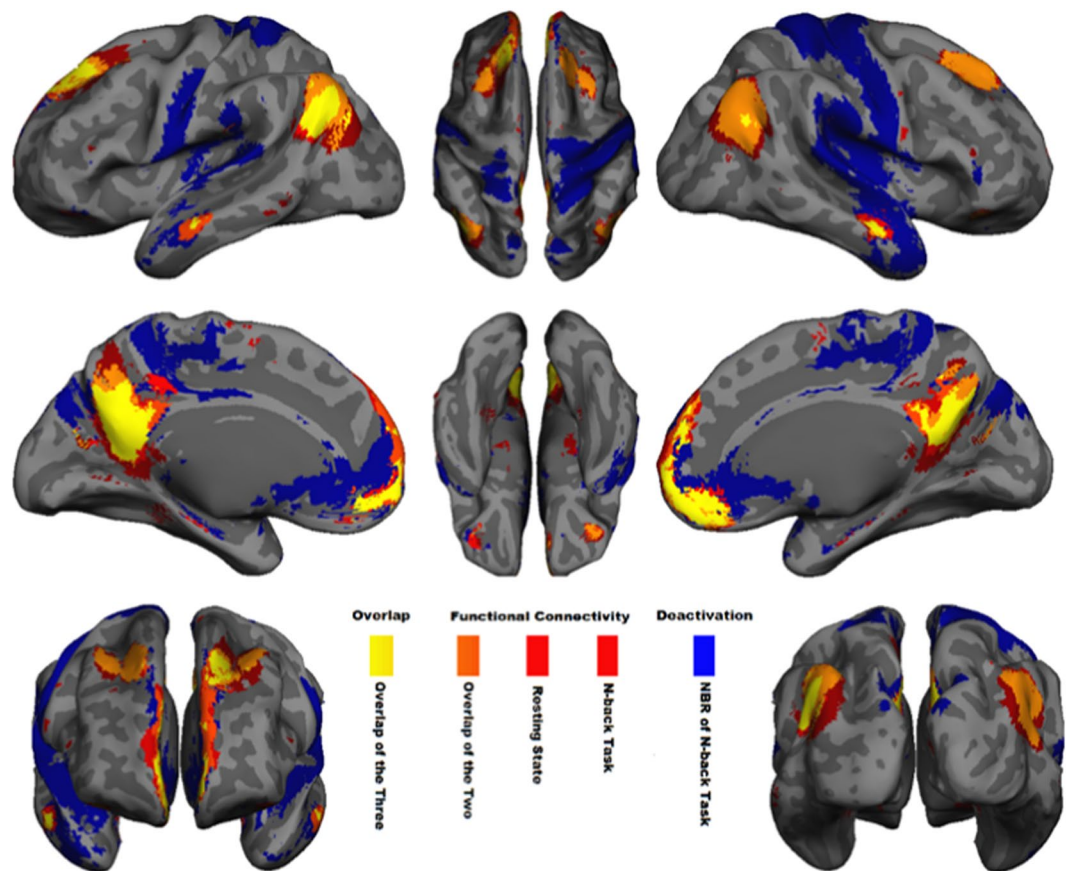 Overlap
Functional Connectivity
Deactivation
Overlap of the Three
Overlap of the Two
Resting State
N-back Task
NBR of N-back Task